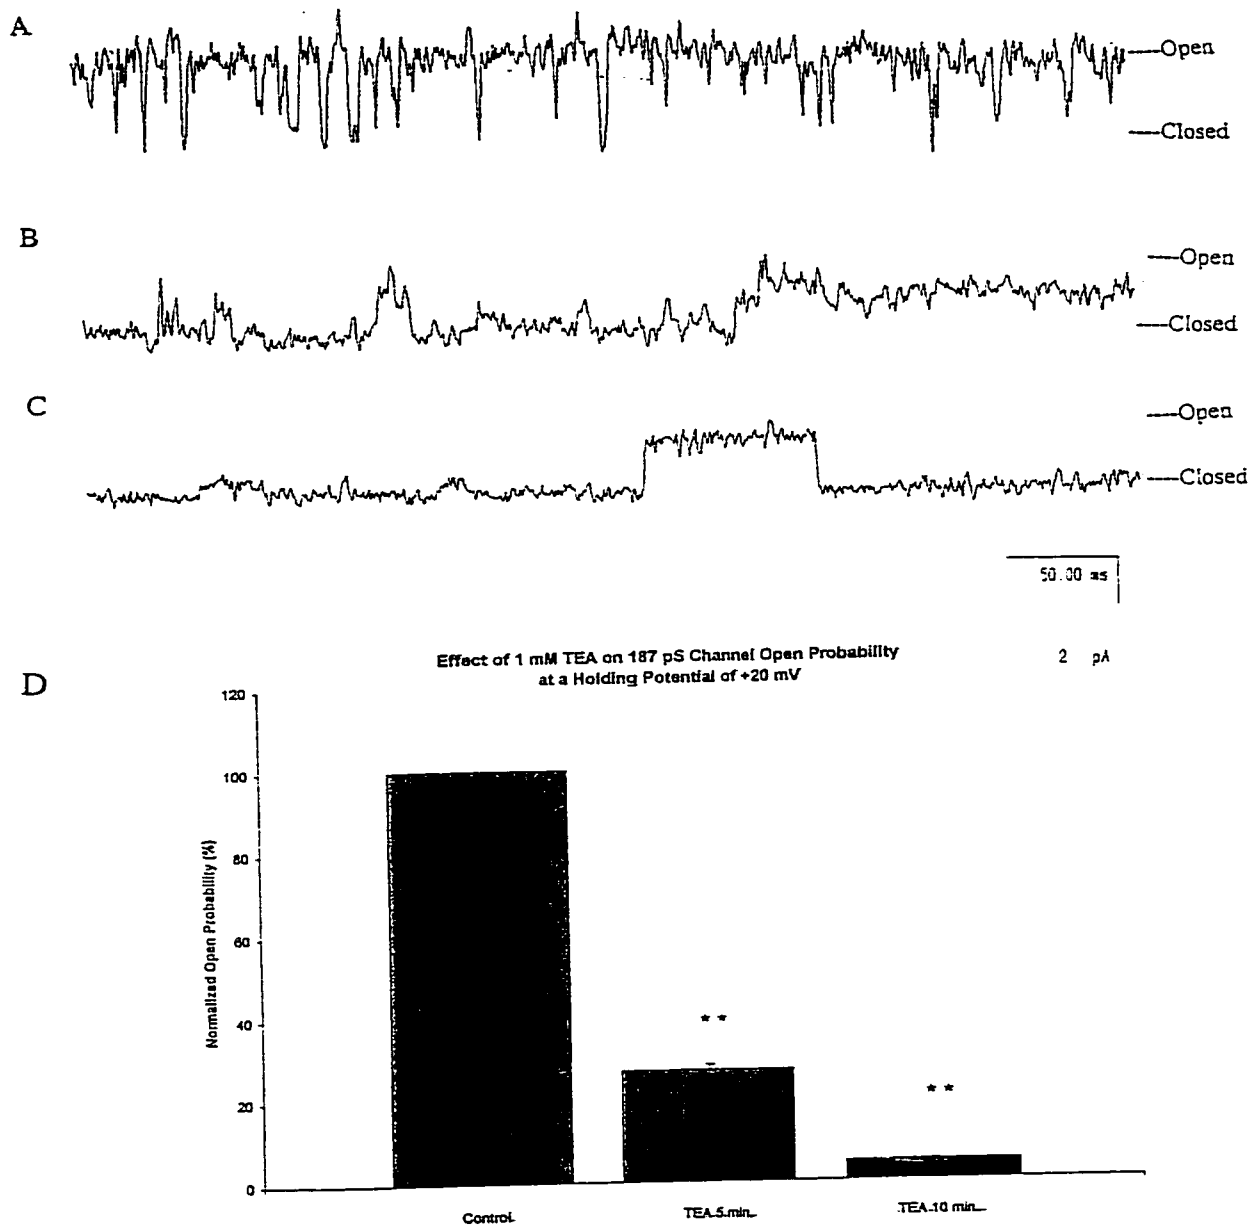 A
Open
Closed
B
Open
Closed
C
Open
Closed
50.00 ms
2 pA
D
Effect of 1 mM TEA on 187 pS Channel Open Probability
at a Holding Potential of +20 mV
Normalized Open Probability (%)
120
100
80
60
40
20
0
* *
* *
Control
TEA 5 min
TEA 10 min